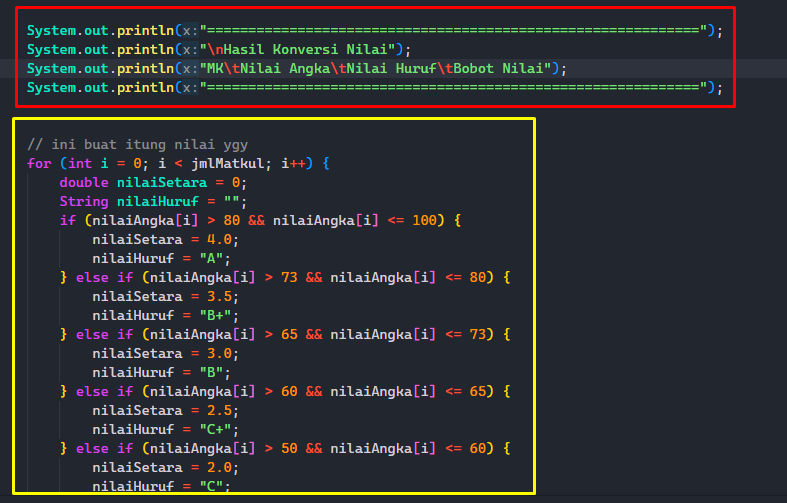 System.out.println(x:"============================================================");
System.out.println(x:"\nHasil Konversi Nilai");
System.out.println(x:"MK\tNilai Angka\tNilai Huruf\tBobot Nilai");
System.out.println(x:"============================================================");
// ini buat itung nilai ygy
for (int i = 0; i < jmlMatkul; i++) {
double nilaiSetara = 0;
String nilaiHuruf = "";
if (nilaiAngka[i] > 80 && nilaiAngka[i] <= 100) {
nilaiSetara = 4.0;
nilaiHuruf = "A";
} else if (nilaiAngka[i] > 73 && nilaiAngka[i] <= 80) {
nilaiSetara = 3.5;
nilaiHuruf = "B+";
} else if (nilaiAngka[i] > 65 && nilaiAngka[i] <= 73) {
nilaiSetara = 3.0;
nilaiHuruf = "B";
} else if (nilaiAngka[i] > 60 && nilaiAngka[i] <= 65) {
nilaiSetara = 2.5;
nilaiHuruf = "C+";
} else if (nilaiAngka[i] > 50 && nilaiAngka[i] <= 60) {
nilaiSetara = 2.0;
nilaiHuruf = "C";